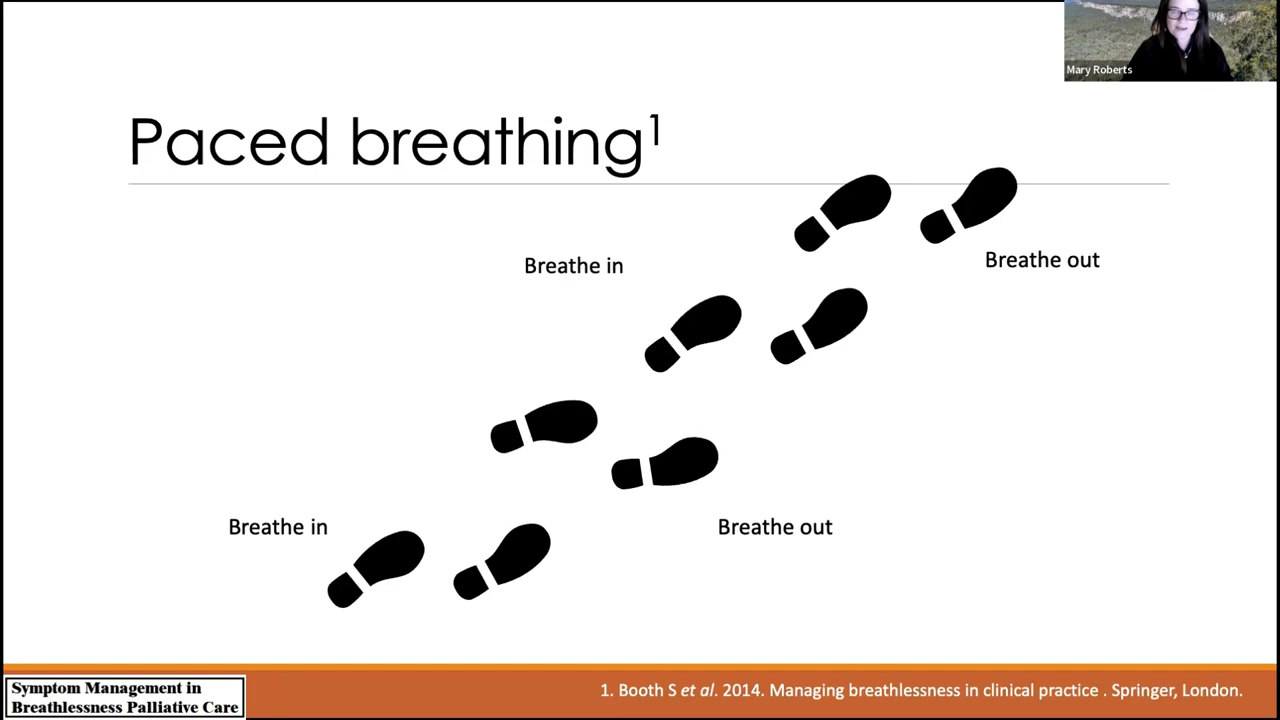 Mary Roberts
Paced breathing1
Breathe in
Breathe out
Breathe in
Breathe out
Symptom Management in
Breathlessness Palliative Care
1. Booth S et al. 2014. Managing breathlessness in clinical practice . Springer, London.